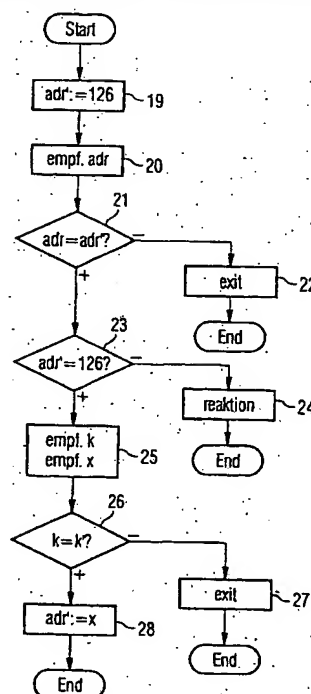 Start
adr':=126
19
empf. adr
20
21
adr=adr'?
–
+
exit
22
End
23
adr'=126?
–
+
reaktion
24
End
empf. k
empf. x
25
26
k=k'?
–
+
exit
27
End
adr':=x
28
End